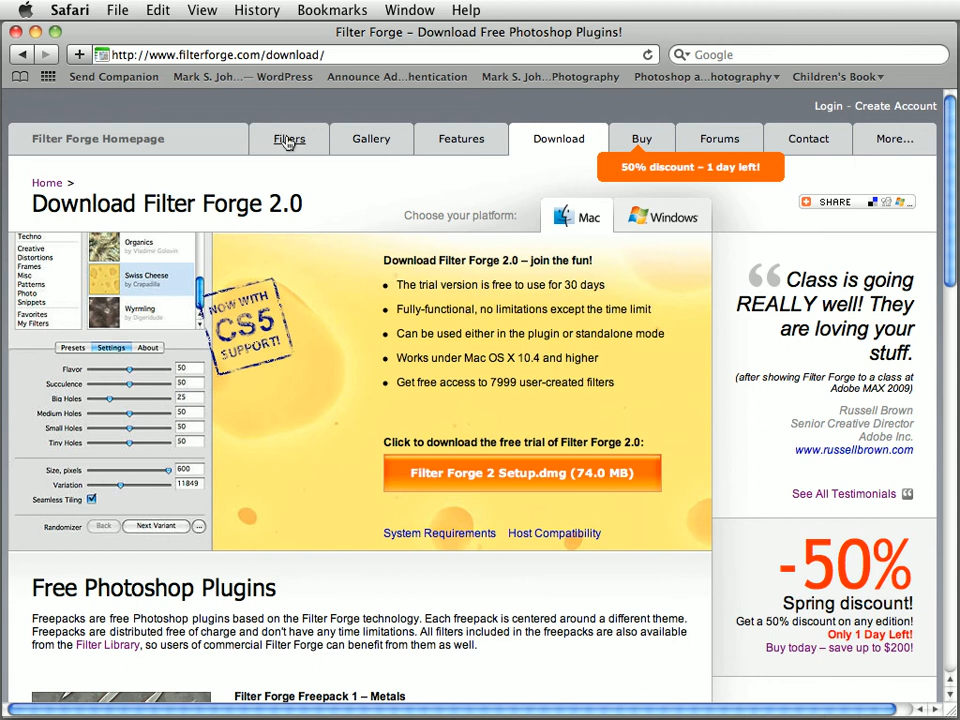 Safari File Edit View History Bookmarks Window Help
Filter Forge – Download Free Photoshop Plugins!
http://www.filterforge.com/download/
Google
Send Companion Mark S. Joh...— WordPress Announce Ad...hentication Mark S. Joh...Photography Photoshop a...hotography Children's Book
Login - Create Account
Filter Forge Homepage Filters Gallery Features Download Buy Forums Contact More...
50% discount – 1 day left!
Home >
Download Filter Forge 2.0
Choose your platform: Mac Windows
SHARE
Techno
Creative
Distortions
Frames
Misc
Patterns
Photo
Snippets
Favorites
My Filters
Organics
by Vladimir Golovin
Swiss Cheese
by Crapadilla
Wyrmling
by Digeridude
NOW WITH
CS5
SUPPORT!
Presets Settings About
Flavor 50
Succulence 50
Big Holes 25
Medium Holes 50
Small Holes 50
Tiny Holes 50
Size, pixels 600
Variation 11849
Seamless Tiling
Randomizer Back Next Variant ...
Download Filter Forge 2.0 – join the fun!
The trial version is free to use for 30 days
Fully-functional, no limitations except the time limit
Can be used either in the plugin or standalone mode
Works under Mac OS X 10.4 and higher
Get free access to 7999 user-created filters
Click to download the free trial of Filter Forge 2.0:
Filter Forge 2 Setup.dmg (74.0 MB)
System Requirements Host Compatibility
“ Class is going
REALLY well! They
are loving your
stuff.
(after showing Filter Forge to a class at
Adobe MAX 2009)
Russell Brown
Senior Creative Director
Adobe Inc.
www.russellbrown.com
See All Testimonials
-50%
Spring discount!
Get a 50% discount on any edition!
Only 1 Day Left!
Buy today – save up to $200!
Free Photoshop Plugins
Freepacks are free Photoshop plugins based on the Filter Forge technology. Each freepack is centered around a different theme.
Freepacks are distributed free of charge and don't have any time limitations. All filters included in the freepacks are also available
from the Filter Library, so users of commercial Filter Forge can benefit from them as well.
Filter Forge Freepack 1 – Metals